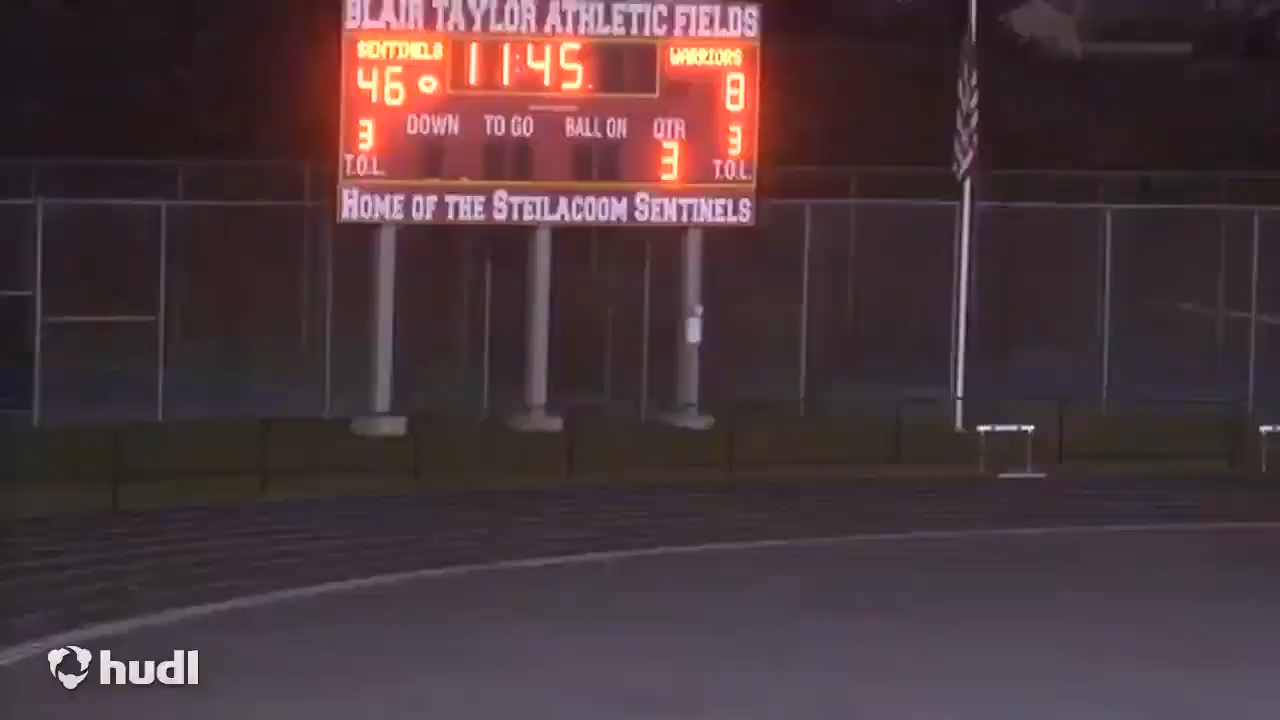 BLAIR TAYLOR ATHLETIC FIELDS
SENTINELS 11:45 WARRIORS
46 8
DOWN TO GO BALL ON QTR
3 3 3
T.O.L. T.O.L.
HOME OF THE STEILACOOM SENTINELS
hudl